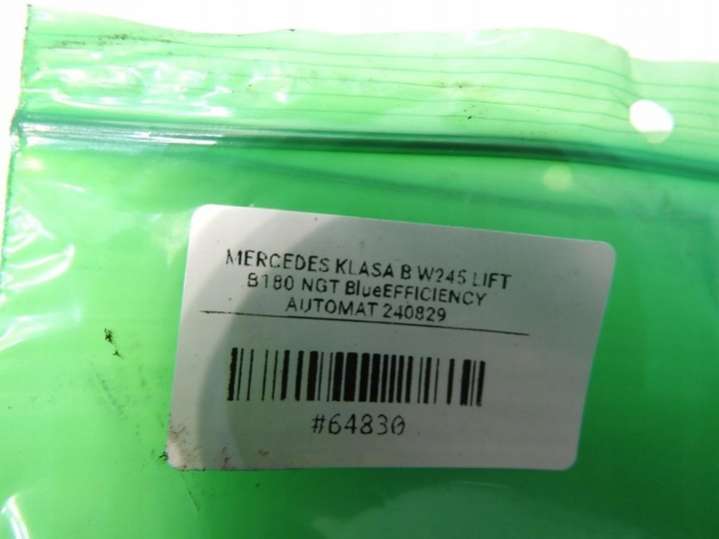 MERCEDES KLASA B W245 LIFT
B180 NGT BlueEFFICIENCY
AUTOMAT 240829
#64830